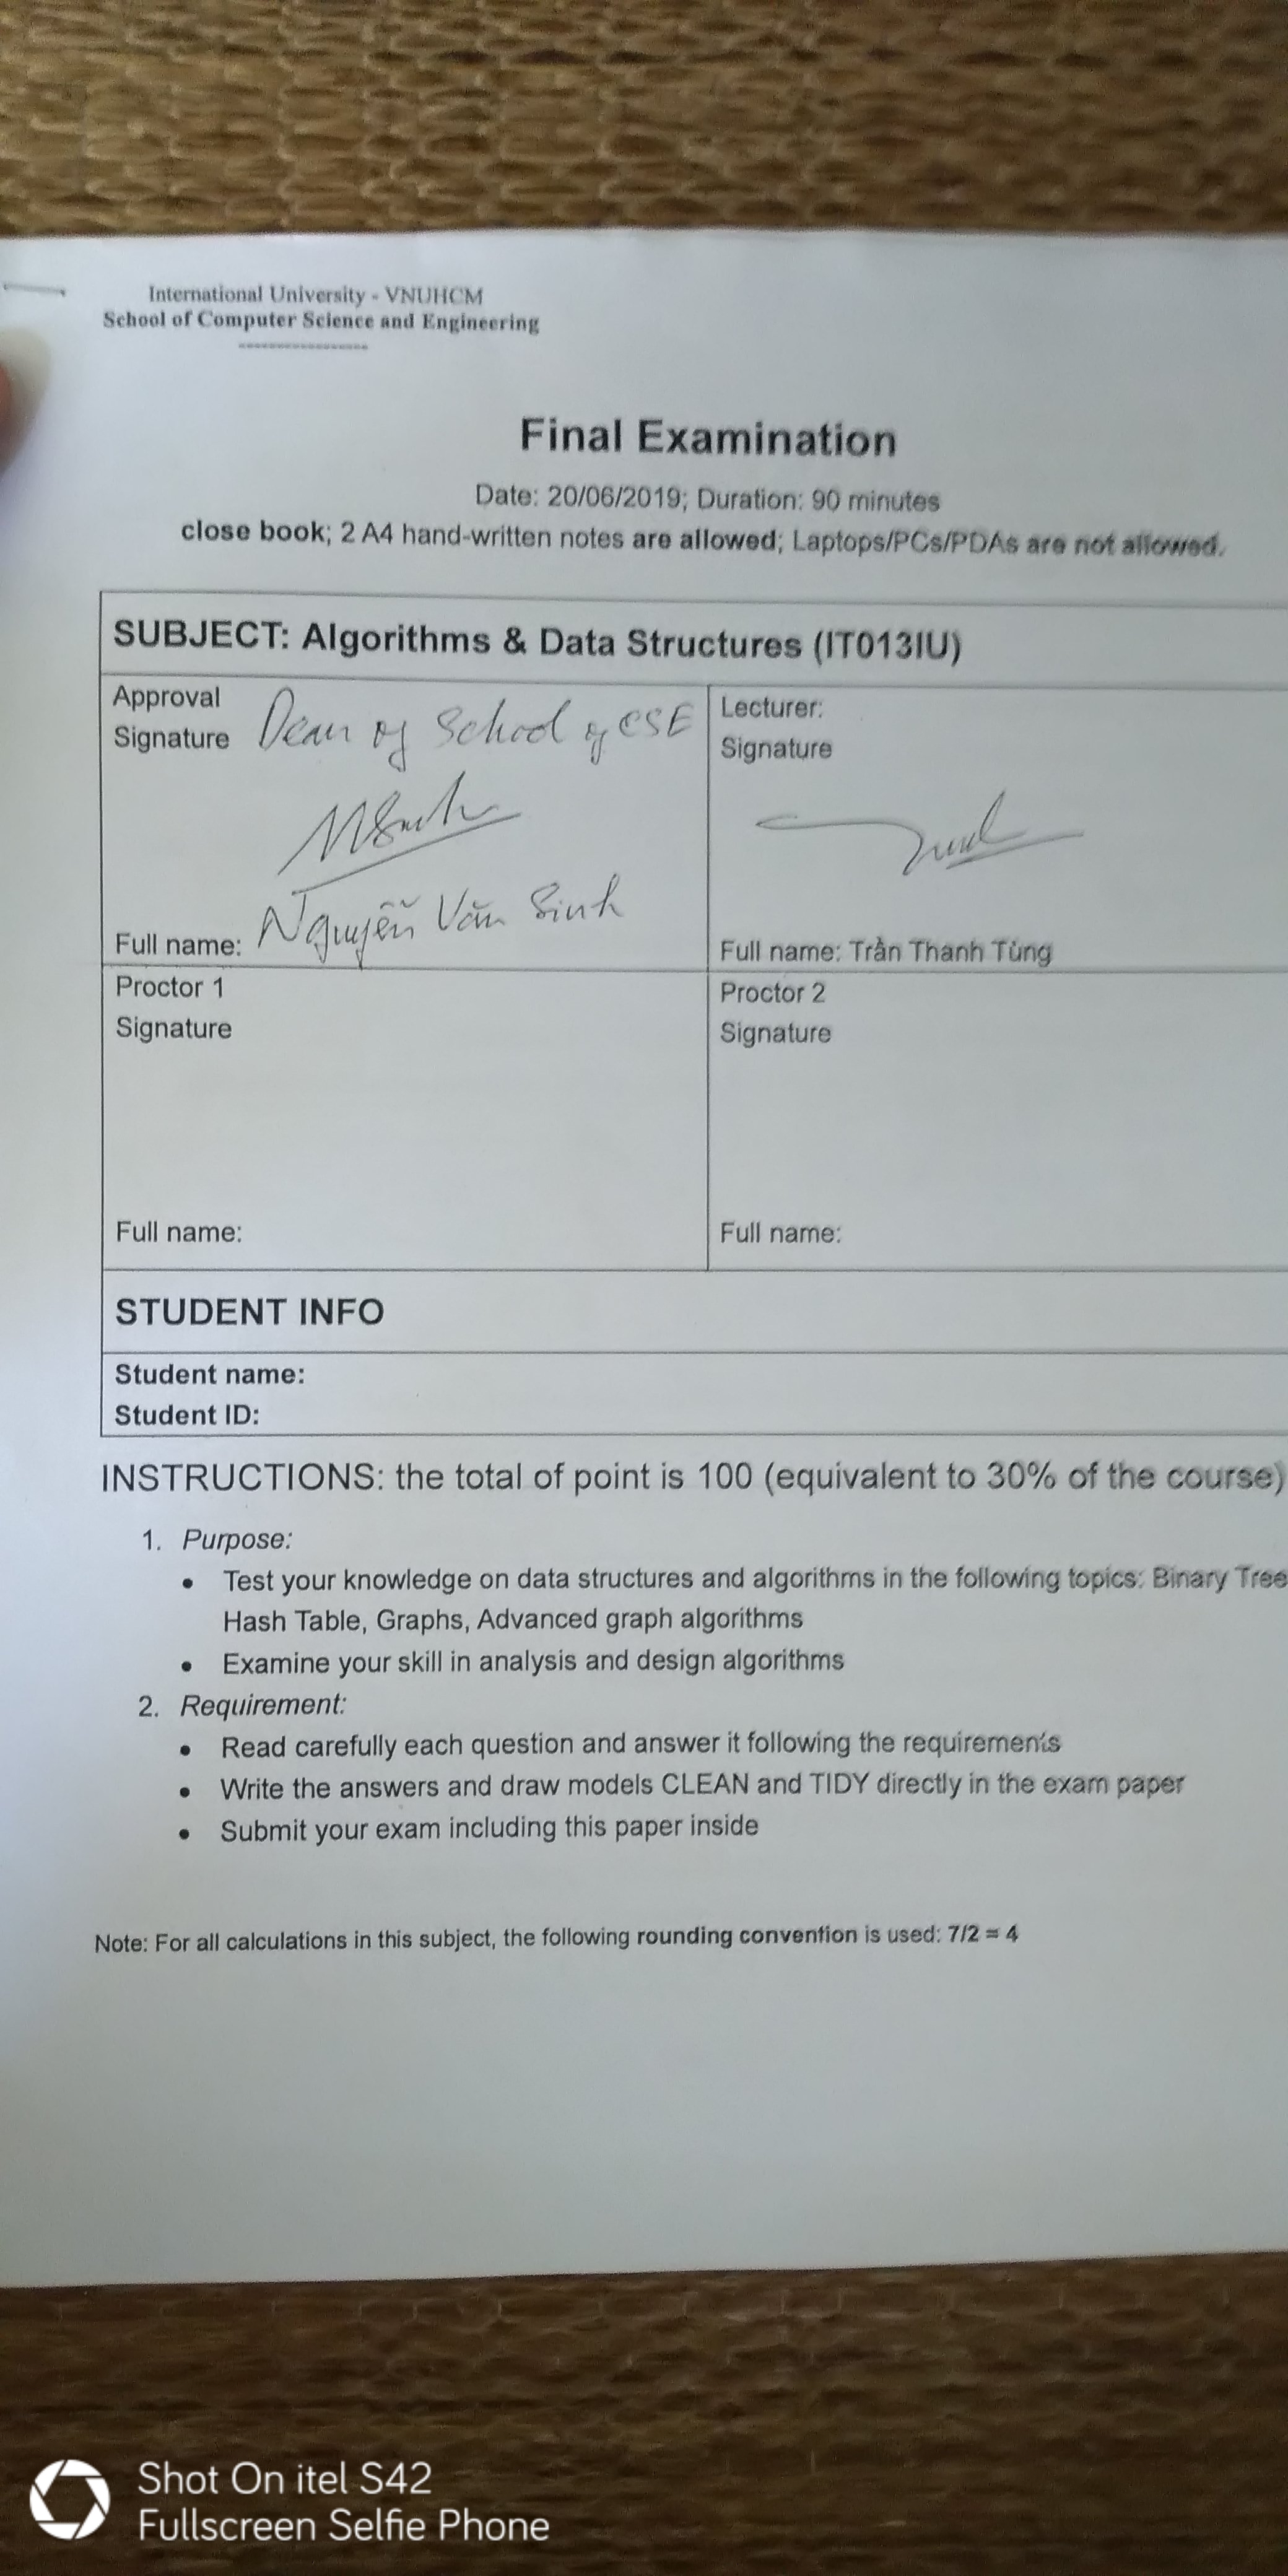 International University - VNUHCM
School of Computer Science and Engineering
Final Examination
Date: 20/06/2019; Duration: 90 minutes
close book; 2 A4 hand-written notes are allowed; Laptops/PCs/PDAs are not allowed.
SUBJECT: Algorithms & Data Structures (IT013IU)
Approval
Signature
Dean of School of CSE
Full name: Nguyễn Văn Sinh
Lecturer:
Signature
Full name: Trần Thanh Tùng
Proctor 1
Signature
Full name:
Proctor 2
Signature
Full name:
STUDENT INFO
Student name:
Student ID:
INSTRUCTIONS: the total of point is 100 (equivalent to 30% of the course)
1. Purpose:
• Test your knowledge on data structures and algorithms in the following topics: Binary Tree
Hash Table, Graphs, Advanced graph algorithms
• Examine your skill in analysis and design algorithms
2. Requirement:
• Read carefully each question and answer it following the requirements
• Write the answers and draw models CLEAN and TIDY directly in the exam paper
• Submit your exam including this paper inside
Note: For all calculations in this subject, the following rounding convention is used: 7/2 = 4
Shot On itel S42
Fullscreen Selfie Phone